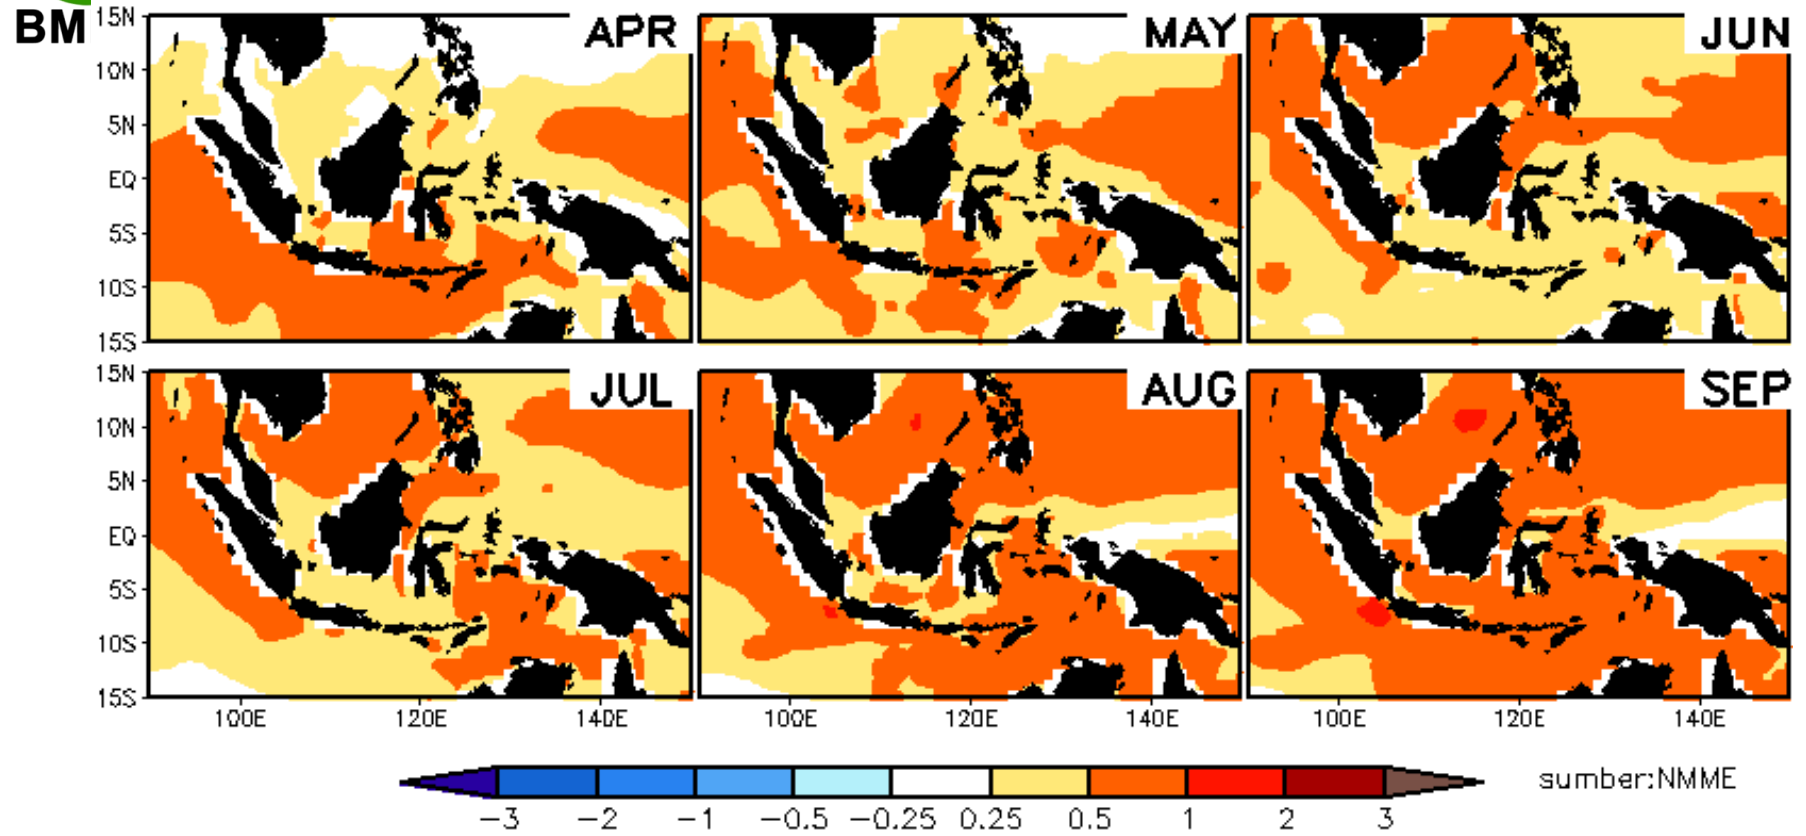 BM
15N APR MAY JUN
10N
5N
EQ
5S
10S
15S
15N JUL AUG SEP
10N
5N
EQ
5S
10S
15S
100E 120E 140E 100E 120E 140E 100E 120E 140E
sumber:NMME
-3 -2 -1 -0.5 -0.25 0.25 0.5 1 2 3